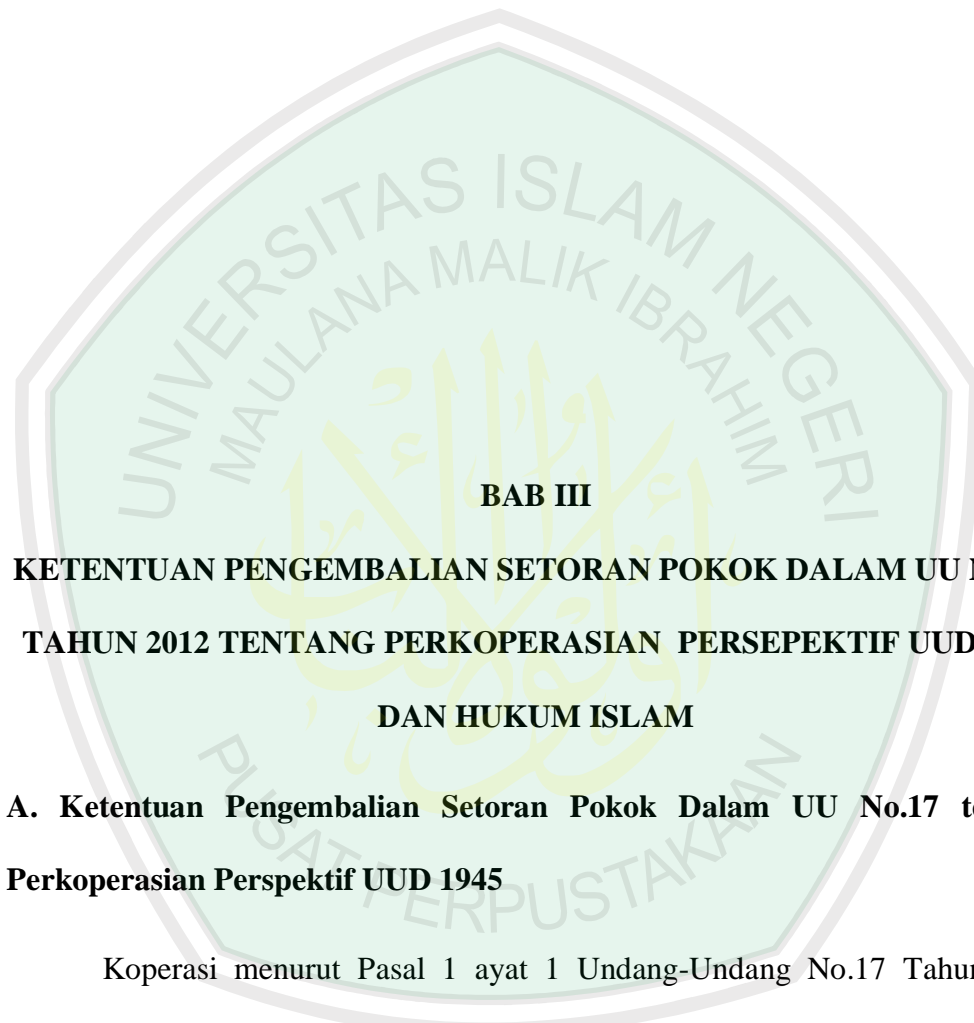 UNIVERSITAS ISLAM NEGERI
MAULANA MALIK IBRAHIM
BAB III
KETENTUAN PENGEMBALIAN SETORAN POKOK DALAM UU
TAHUN 2012 TENTANG PERKOPERASIAN PERSEPEKTIF UUD
DAN HUKUM ISLAM
A. Ketentuan Pengembalian Setoran Pokok Dalam UU No.17
Perkoperasian Perspektif UUD 1945
PUSAT PERPUSTAKAAN
Koperasi menurut Pasal 1 ayat 1 Undang-Undang No.17 Tahun